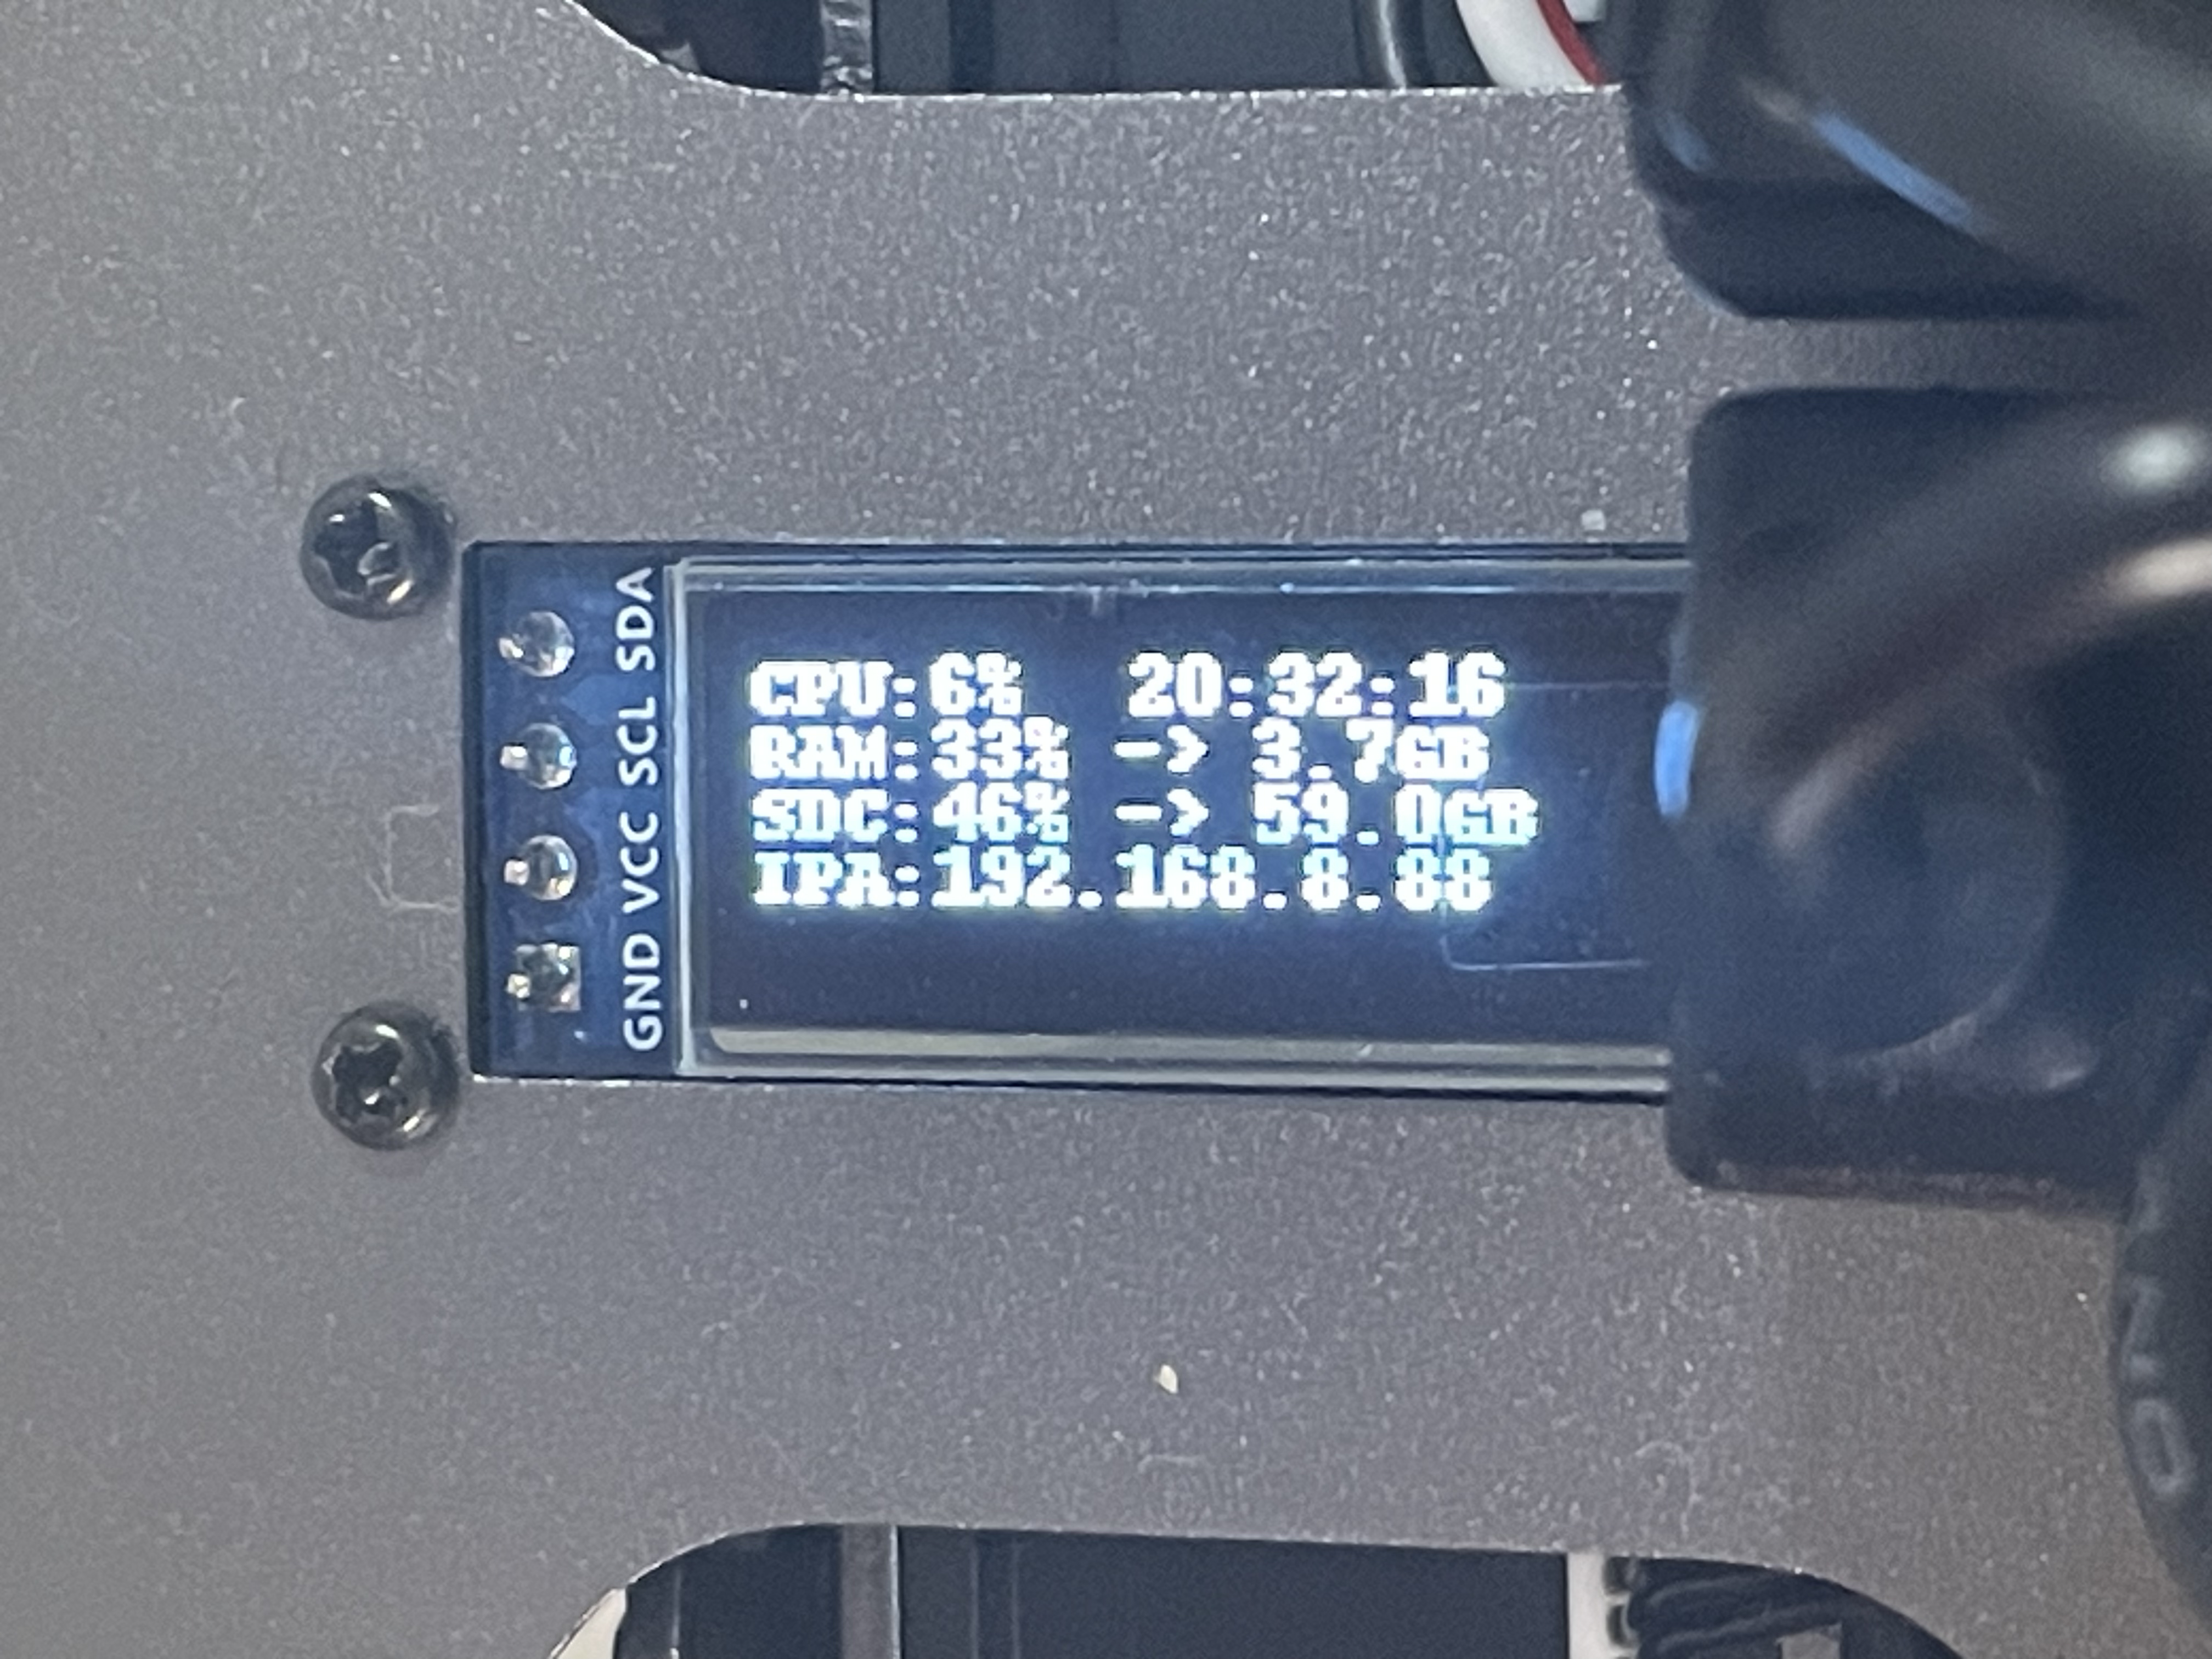 GND VCC SCL SDA
CPU:6% 20:32:16
RAM:33% -> 3.7GB
SDC:46% -> 59.0GB
IPA:192.168.8.88